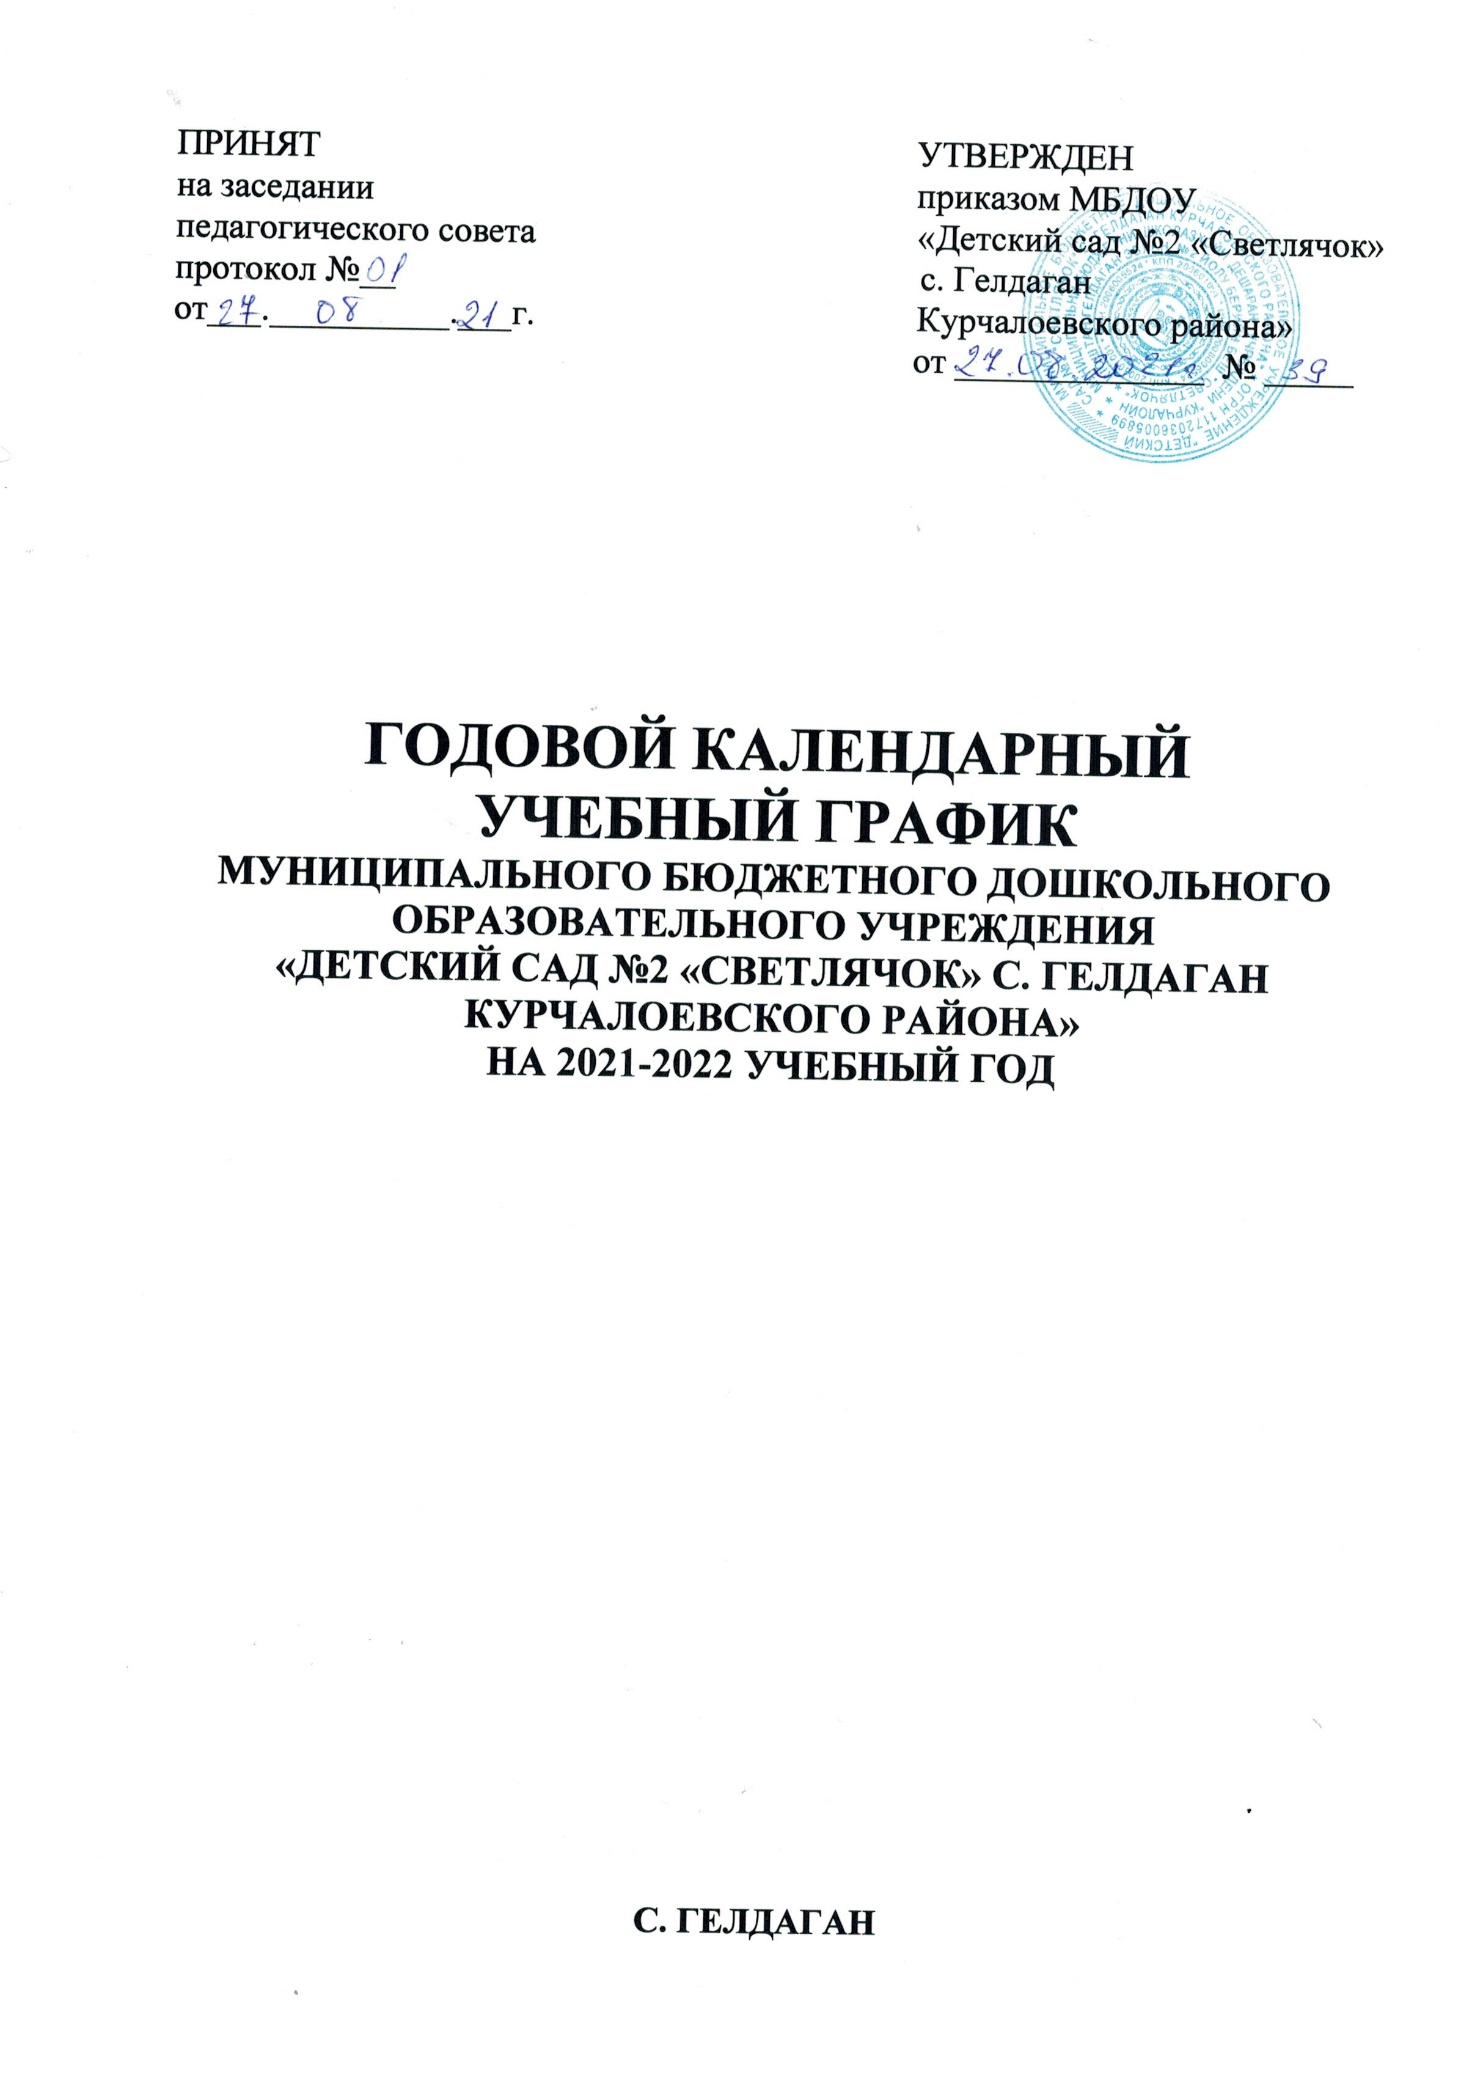 ПРИНЯТ
на заседании
педагогического совета
протокол №01
от 27. 08 .21 г.
УТВЕРЖДЕН
приказом МБДОУ
«Детский сад №2 «Светлячок»
с. Гелдаган
Курчалоевского района»
от 27.08 2021г № 39
ГОДОВОЙ КАЛЕНДАРНЫЙ
УЧЕБНЫЙ ГРАФИК
МУНИЦИПАЛЬНОГО БЮДЖЕТНОГО ДОШКОЛЬНОГО
ОБРАЗОВАТЕЛЬНОГО УЧРЕЖДЕНИЯ
«ДЕТСКИЙ САД №2 «СВЕТЛЯЧОК» С. ГЕЛДАГАН
КУРЧАЛОЕВСКОГО РАЙОНА»
НА 2021-2022 УЧЕБНЫЙ ГОД
С. ГЕЛДАГАН